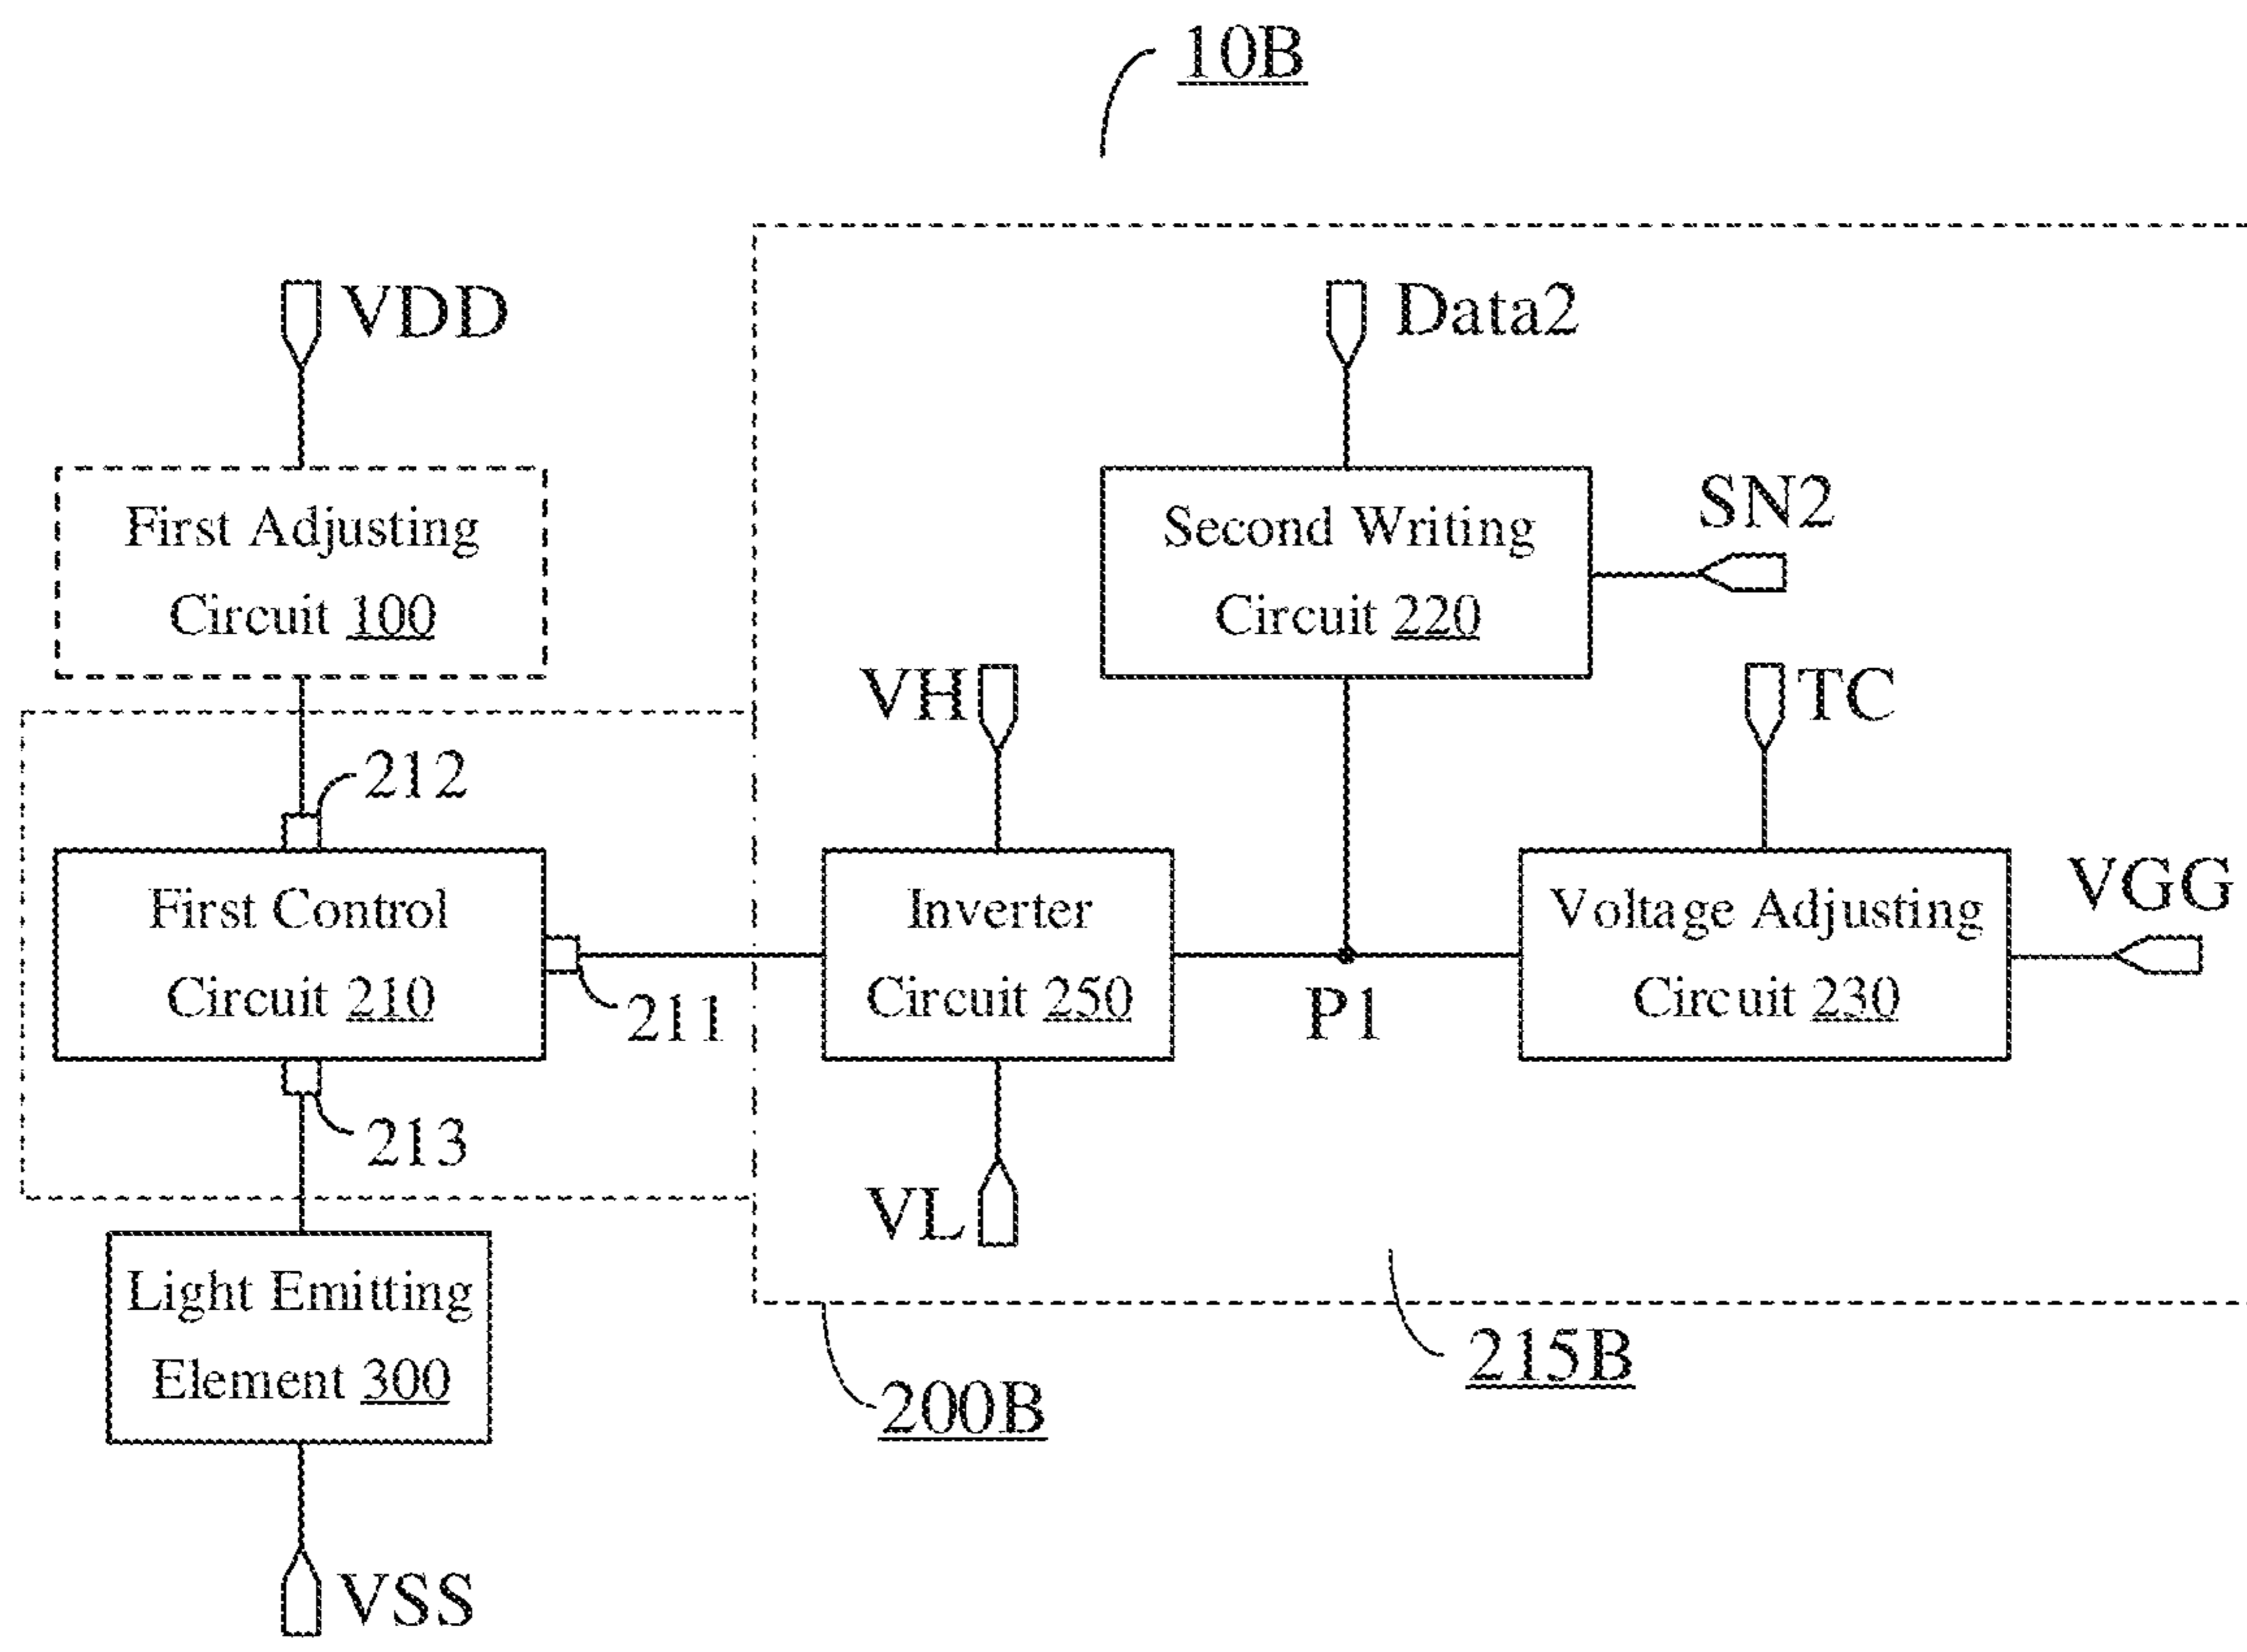 10B
VDD
Data2
First Adjusting
Circuit 100
Second Writing
Circuit 220
SN2
VH
TC
212
First Control
Circuit 210
211
Inverter
Circuit 250
P1
Voltage Adjusting
Circuit 230
VGG
213
VL
Light Emitting
Element 300
215B
200B
VSS